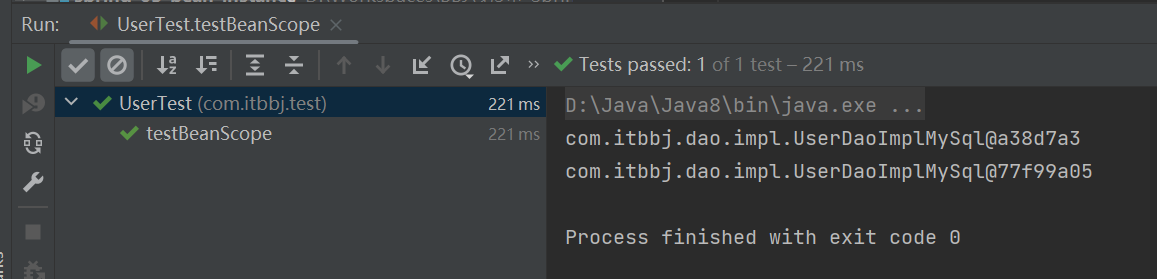 Run: UserTest.testBeanScope ×
Tests passed: 1 of 1 test – 221 ms
UserTest (com.itbbj.test) 221 ms
testBeanScope 221 ms
D:\Java\Java8\bin\java.exe ...
com.itbbj.dao.impl.UserDaoImplMySql@a38d7a3
com.itbbj.dao.impl.UserDaoImplMySql@77f99a05
Process finished with exit code 0